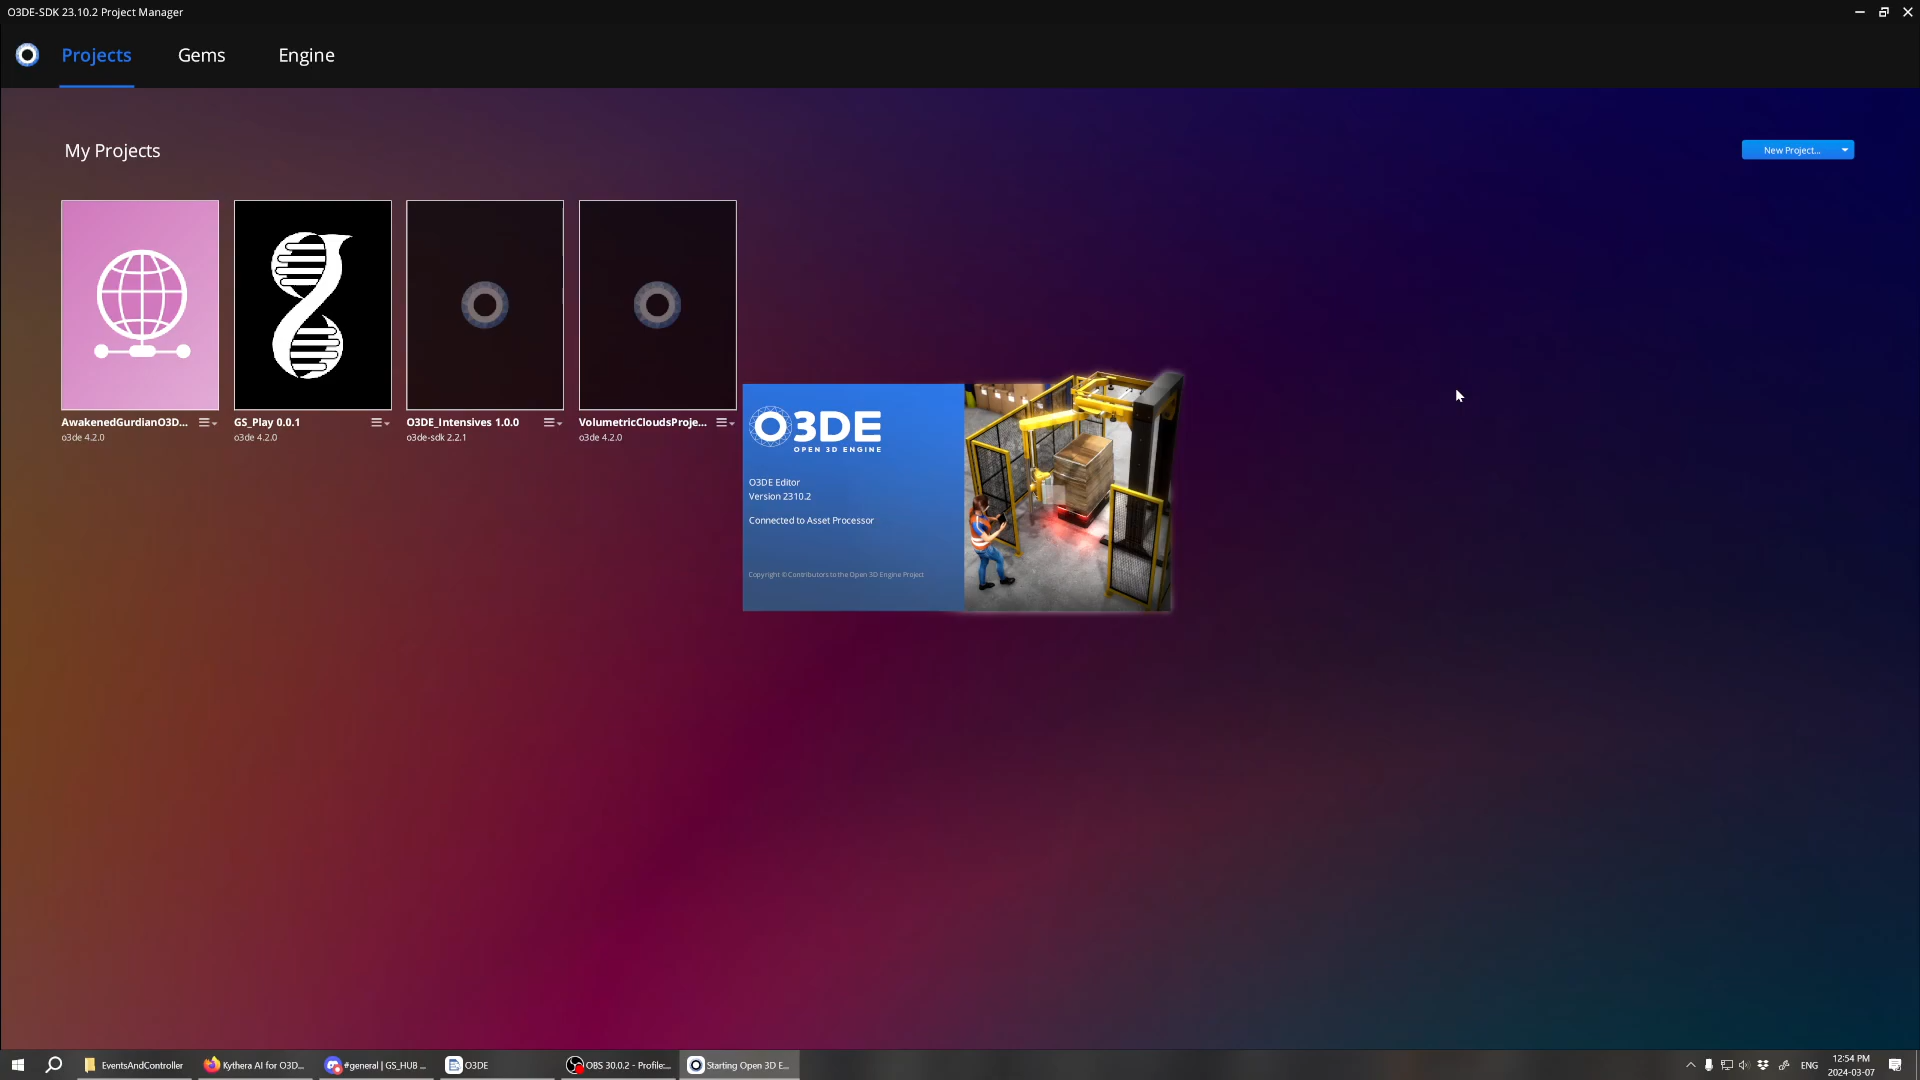 O3DE-SDK 23.10.2 Project Manager
Projects
Gems
Engine
My Projects
New Project...
AwakenedGurdianO3D...
o3de 4.2.0
GS_Play 0.0.1
o3de 4.2.0
O3DE_Intensives 1.0.0
o3de-sdk 2.2.1
VolumetricCloudsProje...
o3de 4.2.0
O3DE
OPEN 3D ENGINE
O3DE Editor
Version 2310.2
Connected to Asset Processor
Copyright © Contributors to the Open 3D Engine Project
EventsAndController
Kythera AI for O3D...
#general | GS_HUB ...
O3DE
OBS 30.0.2 - Profile:...
Starting Open 3D E...
ENG
12:54 PM
2024-03-07